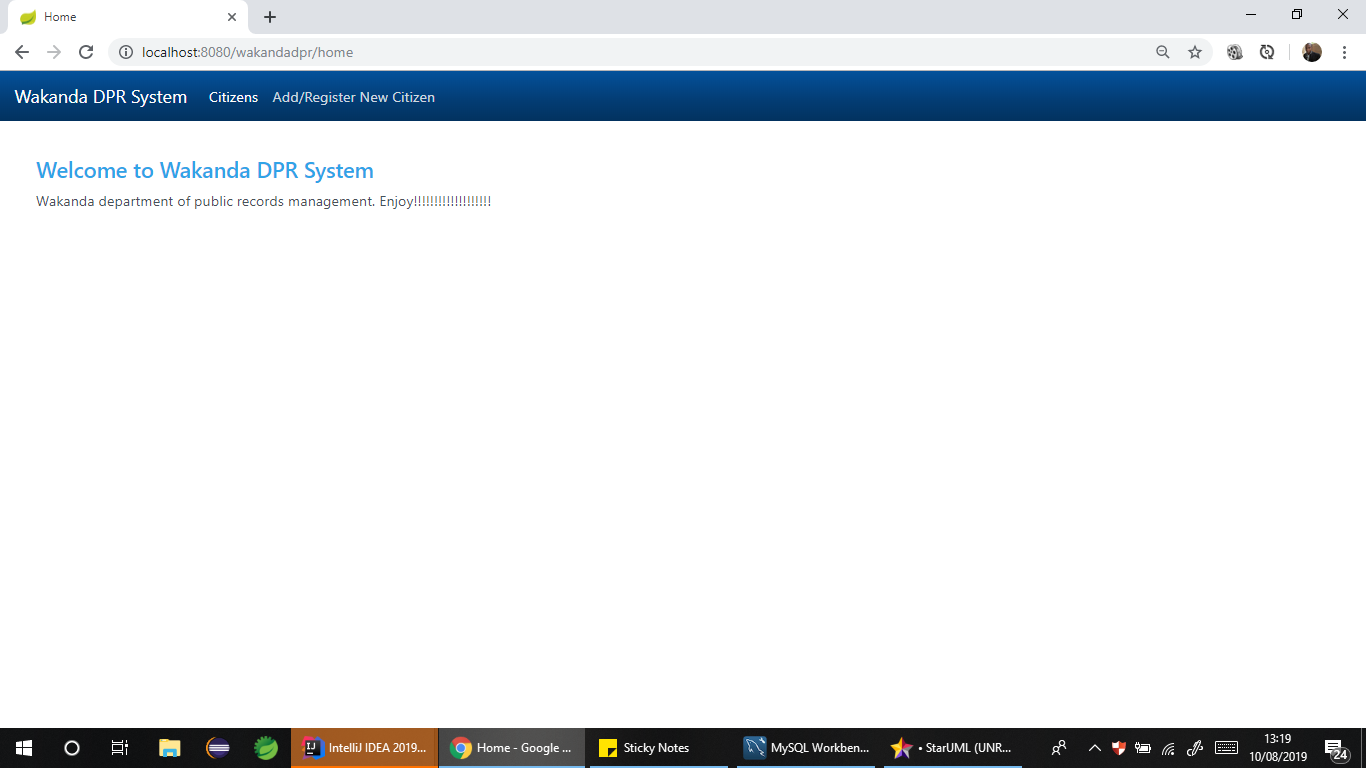 Home
localhost:8080/wakandadpr/home
Wakanda DPR System Citizens Add/Register New Citizen
Welcome to Wakanda DPR System
Wakanda department of public records management. Enjoy!!!!!!!!!!!!!!!!!!!
IJ IntelliJ IDEA 2019... Home - Google ... Sticky Notes MySQL Workben... • StarUML (UNR... 13:19
10/08/2019 24